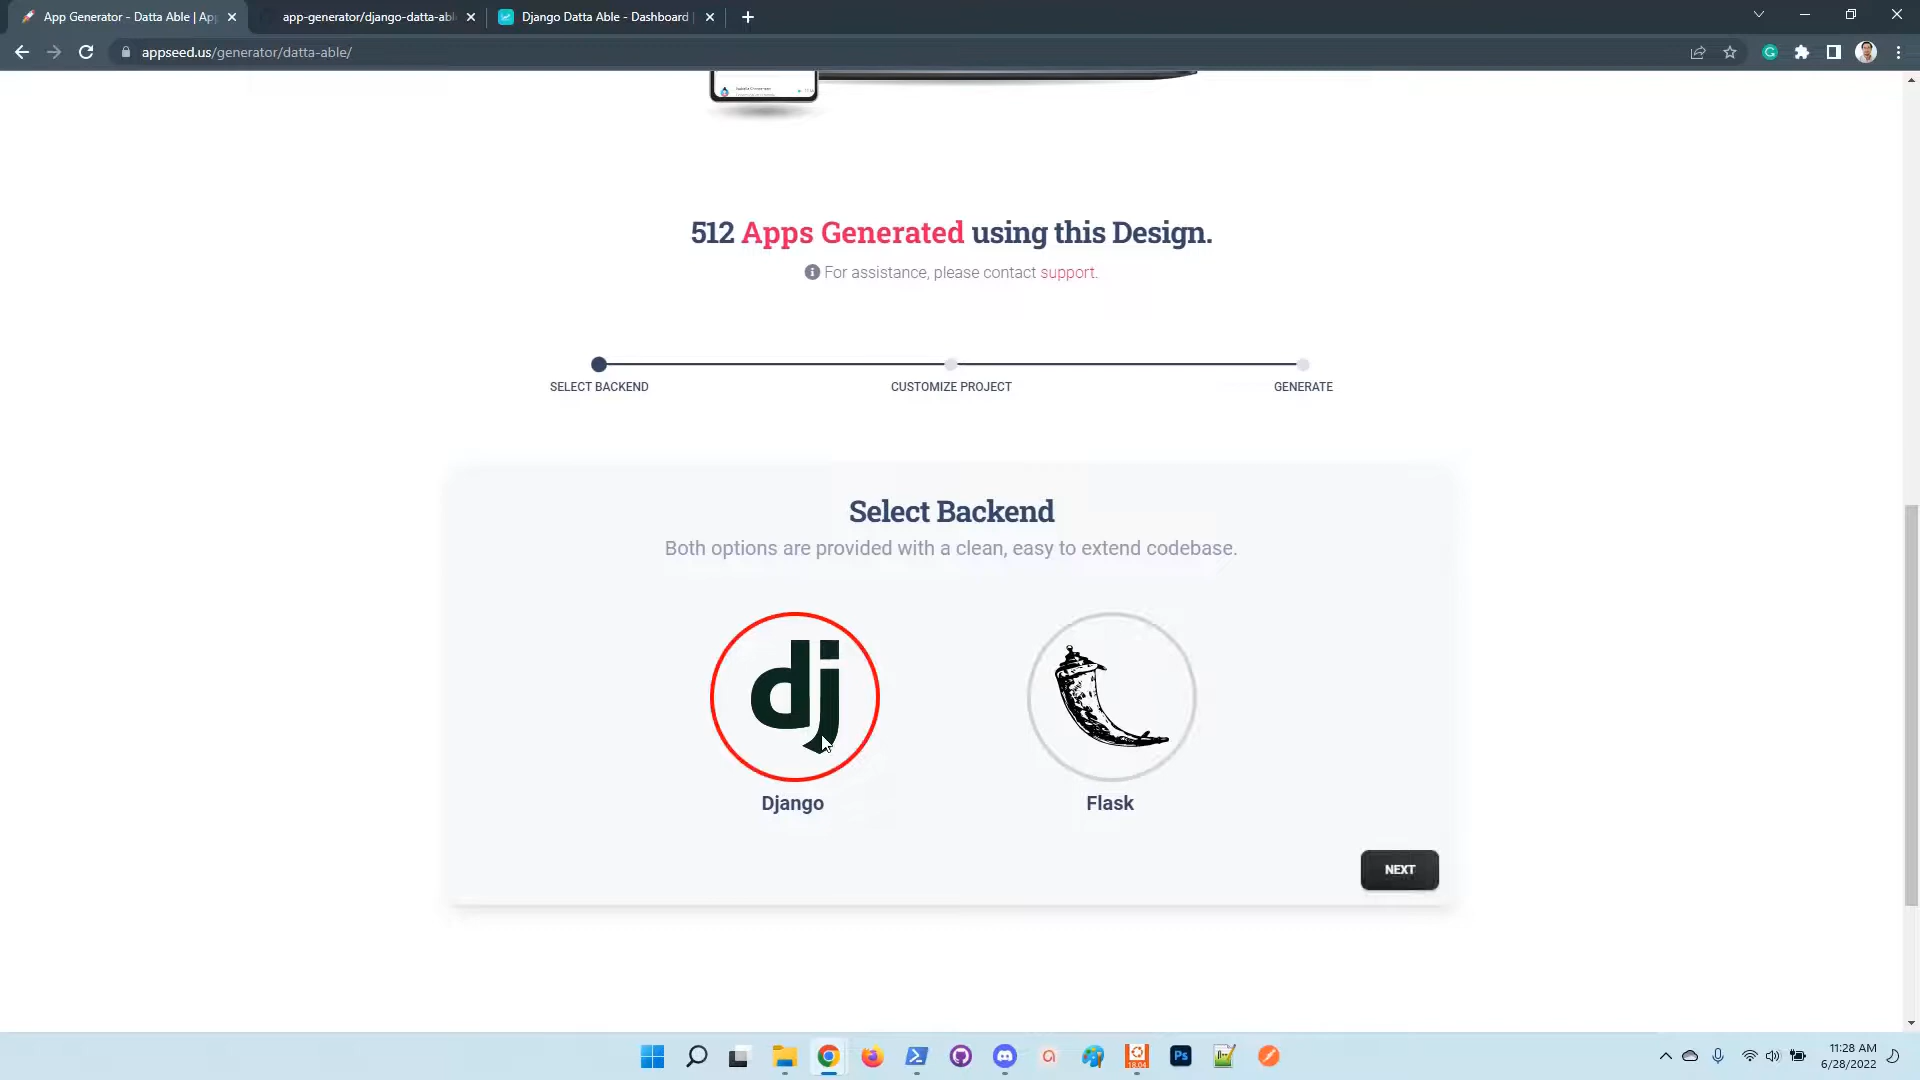 App Generator - Datta Able | App
app-generator/django-datta-abl
Django Datta Able - Dashboard
appseed.us/generator/datta-able/
512 Apps Generated using this Design.
For assistance, please contact support.
SELECT BACKEND
CUSTOMIZE PROJECT
GENERATE
Select Backend
Both options are provided with a clean, easy to extend codebase.
dj
Django
Flask
NEXT
Ps
18.04
11:28 AM
6/28/2022